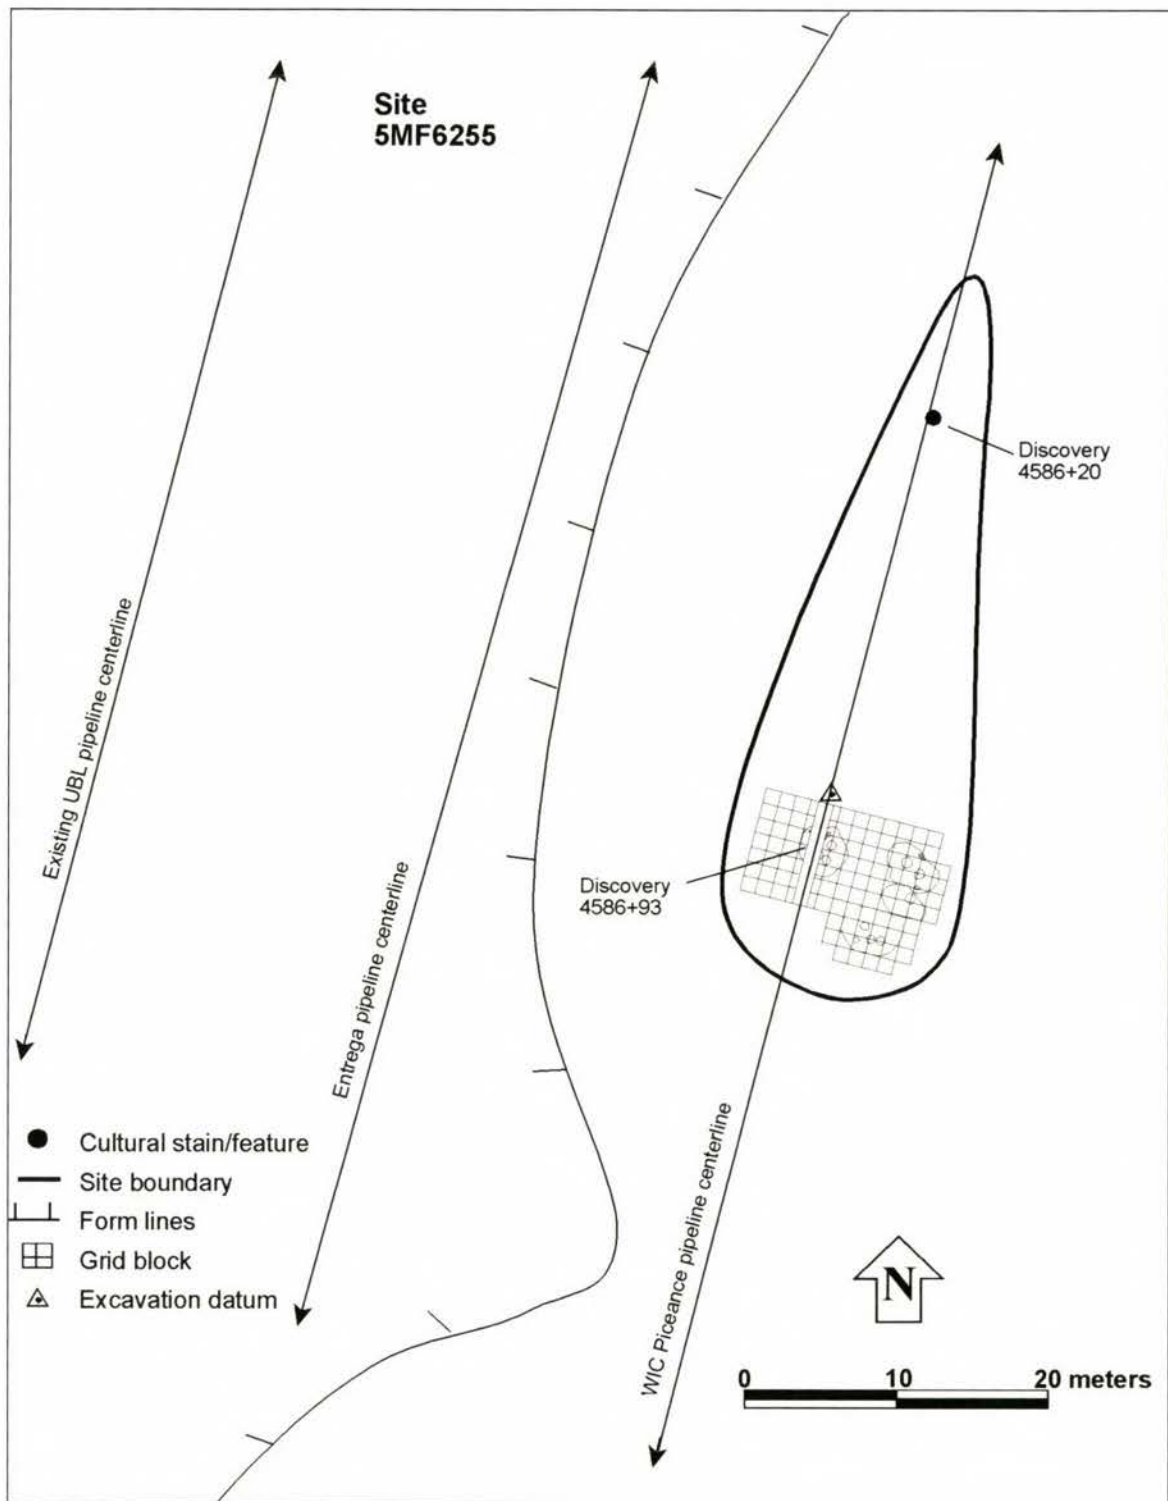 Site
5MF6255
Discovery
4586+20
Existing UBL pipeline centerline
Entrega pipeline centerline
Discovery
4586+93
WIC Piceance pipeline centerline
Cultural stain/feature
Site boundary
Form lines
Grid block
Excavation datum
N
0 10 20 meters